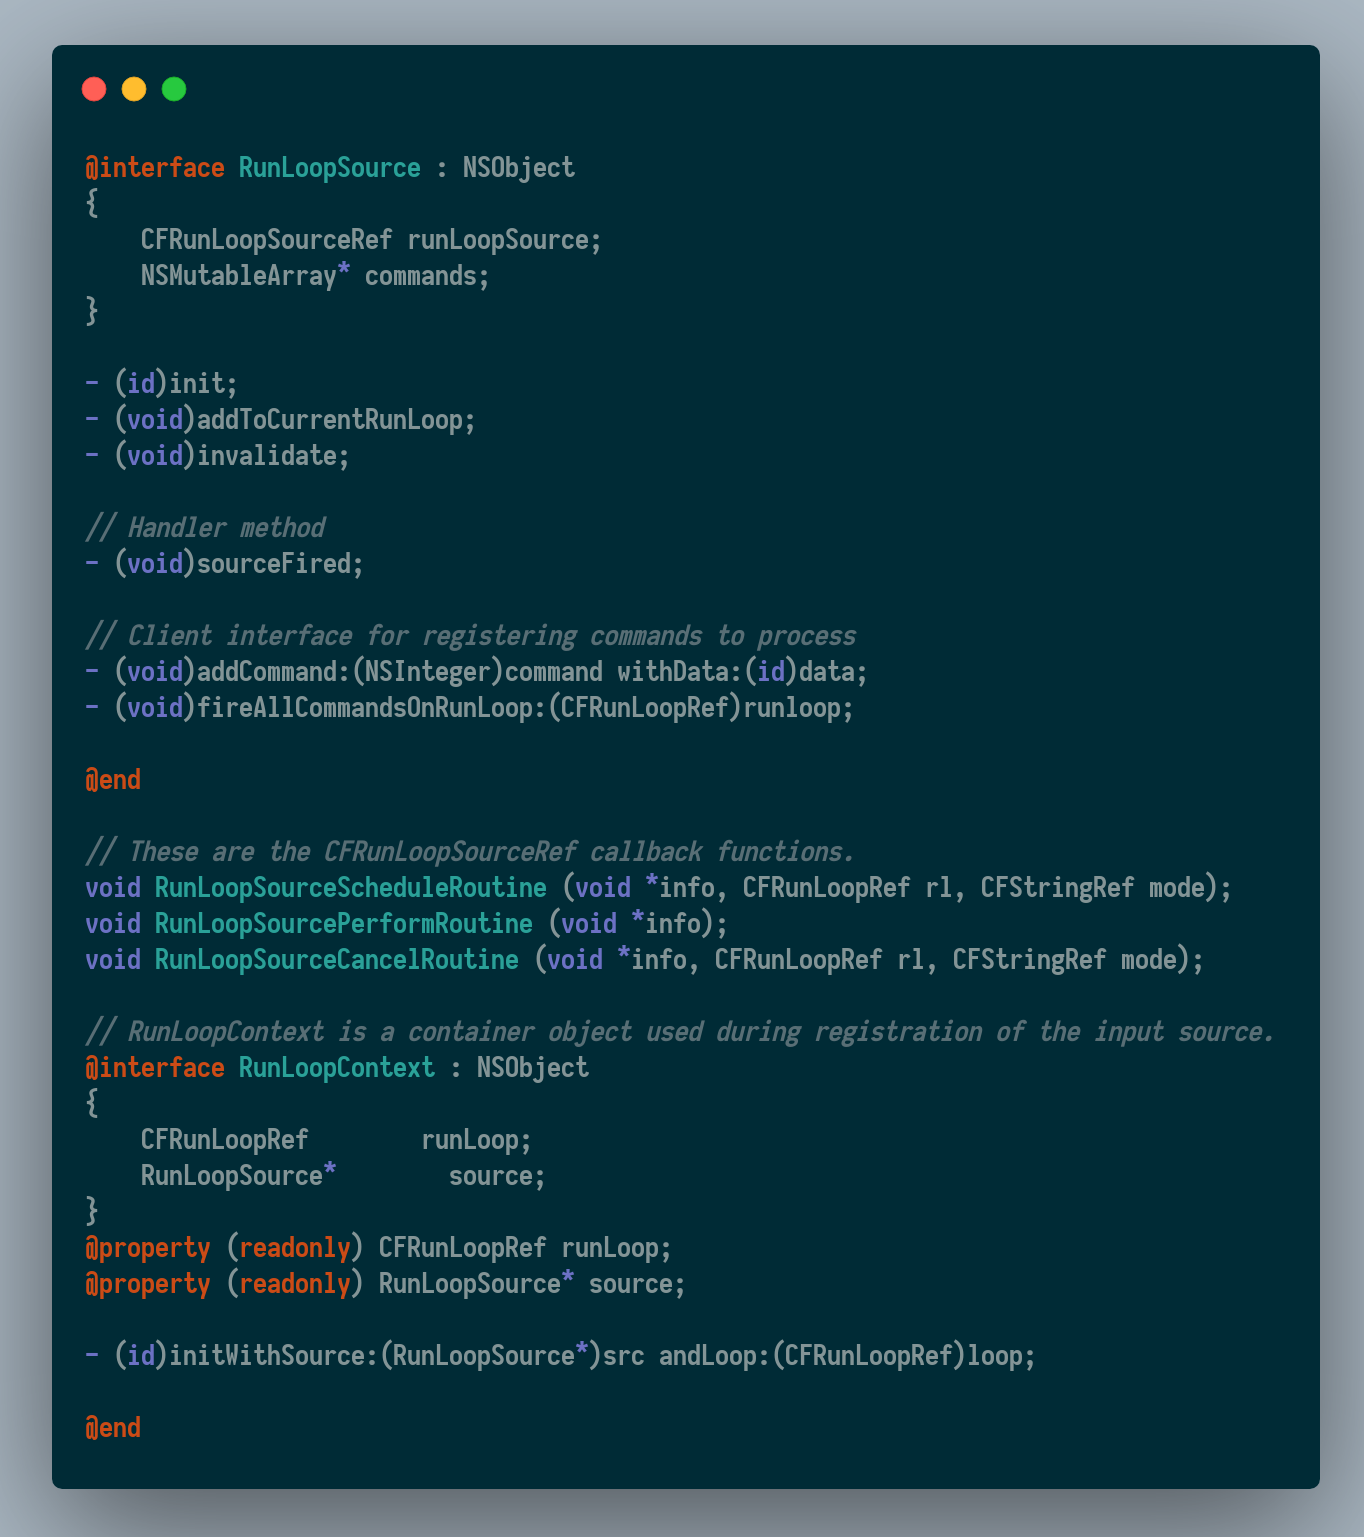 @interface RunLoopSource : NSObject
{
    CFRunLoopSourceRef runLoopSource;
    NSMutableArray* commands;
}

- (id)init;
- (void)addToCurrentRunLoop;
- (void)invalidate;

// Handler method
- (void)sourceFired;

// Client interface for registering commands to process
- (void)addCommand:(NSInteger)command withData:(id)data;
- (void)fireAllCommandsOnRunLoop:(CFRunLoopRef)runloop;

@end

// These are the CFRunLoopSourceRef callback functions.
void RunLoopSourceScheduleRoutine (void *info, CFRunLoopRef rl, CFStringRef mode);
void RunLoopSourcePerformRoutine (void *info);
void RunLoopSourceCancelRoutine (void *info, CFRunLoopRef rl, CFStringRef mode);

// RunLoopContext is a container object used during registration of the input source.
@interface RunLoopContext : NSObject
{
    CFRunLoopRef        runLoop;
    RunLoopSource*        source;
}
@property (readonly) CFRunLoopRef runLoop;
@property (readonly) RunLoopSource* source;

- (id)initWithSource:(RunLoopSource*)src andLoop:(CFRunLoopRef)loop;

@end